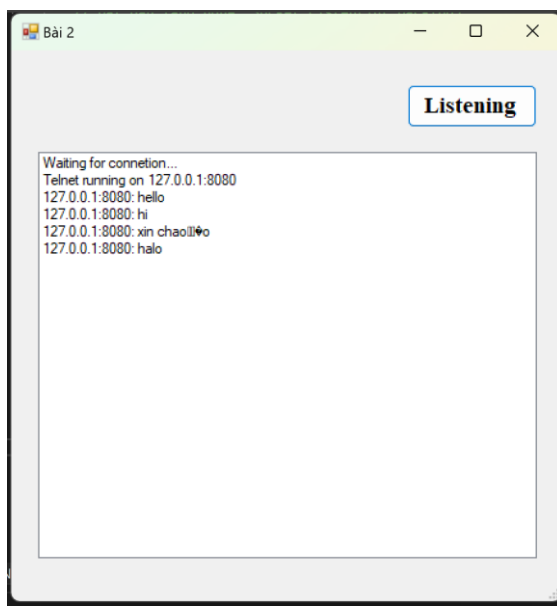 Bài 2
Listening
Waiting for connetion...
Telnet running on 127.0.0.1:8080
127.0.0.1:8080: hello
127.0.0.1:8080: hi
127.0.0.1:8080: xin chao▯▯�o
127.0.0.1:8080: halo